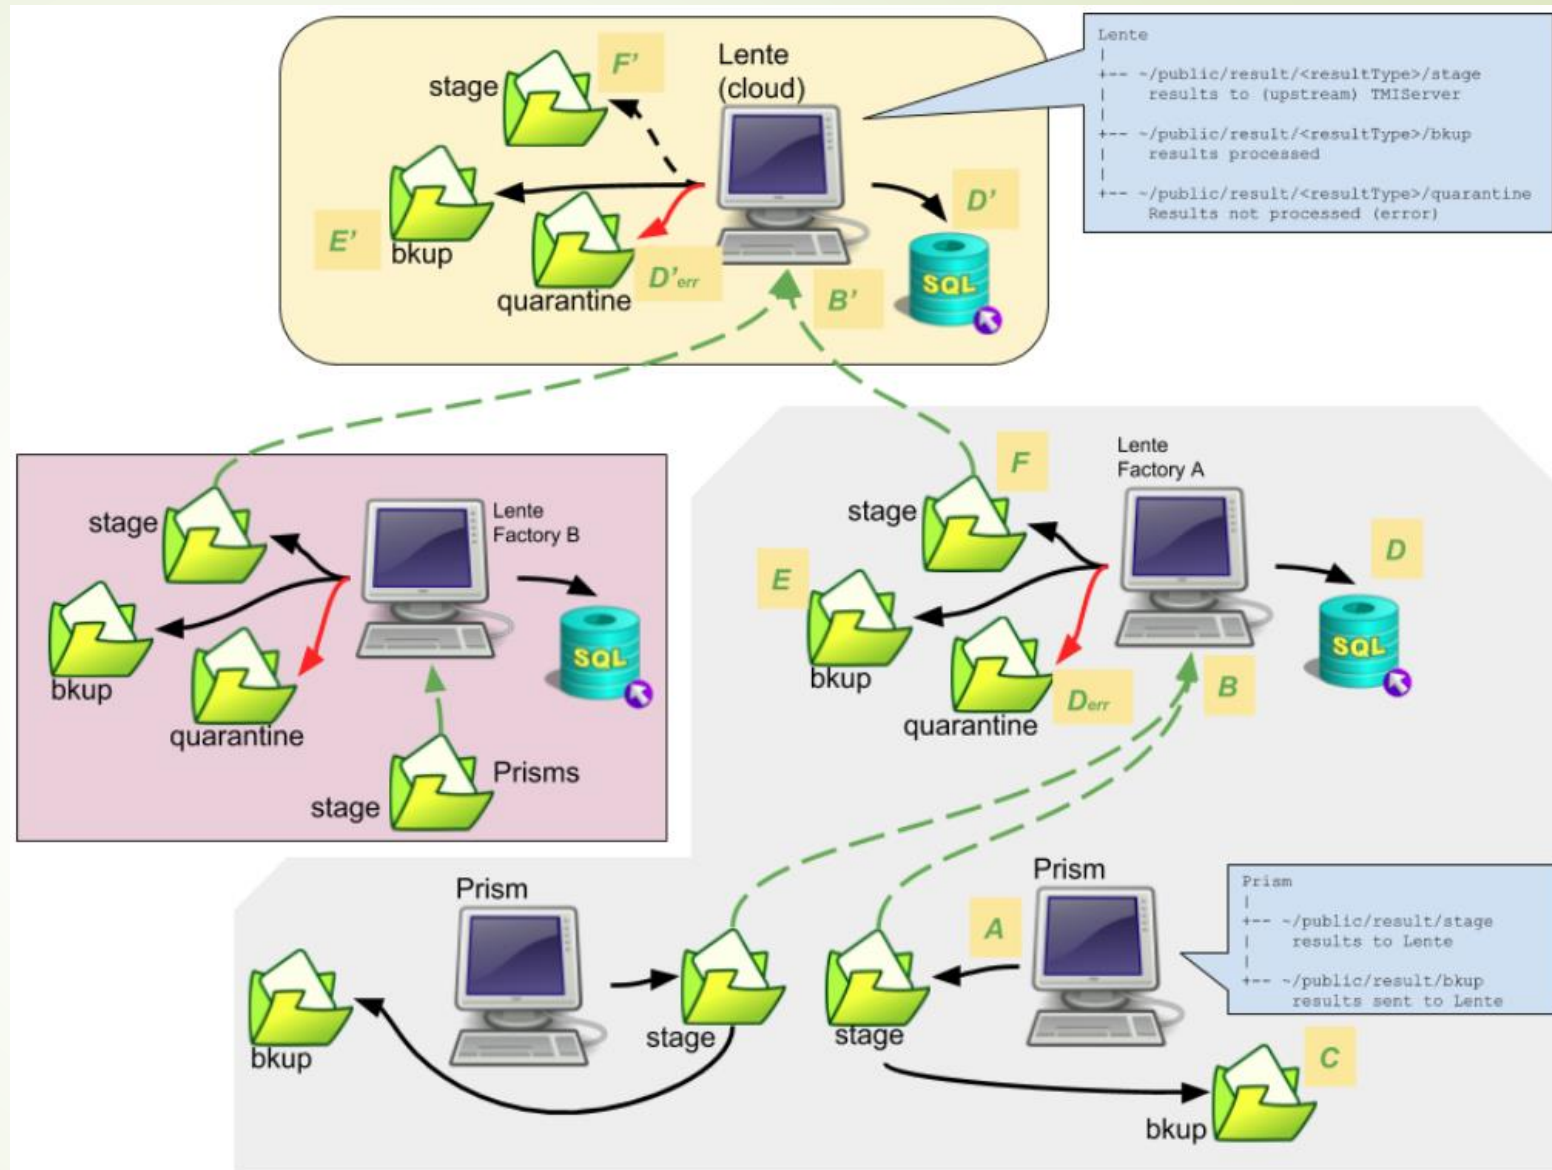 Lente
(cloud)
stage
F'
bkup
E'
quarantine
D'err
B'
D'
SQL
Lente
|
+-- ~/public/result/<resultType>/stage
|    results to (upstream) TMIServer
|
+-- ~/public/result/<resultType>/bkup
|    results processed
|
+-- ~/public/result/<resultType>/quarantine
     Results not processed (error)
Lente
Factory B
stage
bkup
quarantine
SQL
Prisms
stage
Lente
Factory A
F
stage
E
bkup
quarantine
Derr
B
D
SQL
Prism
bkup
stage
Prism
A
stage
C
bkup
Prism
|
+-- ~/public/result/stage
|    results to Lente
|
+-- ~/public/result/bkup
     results sent to Lente